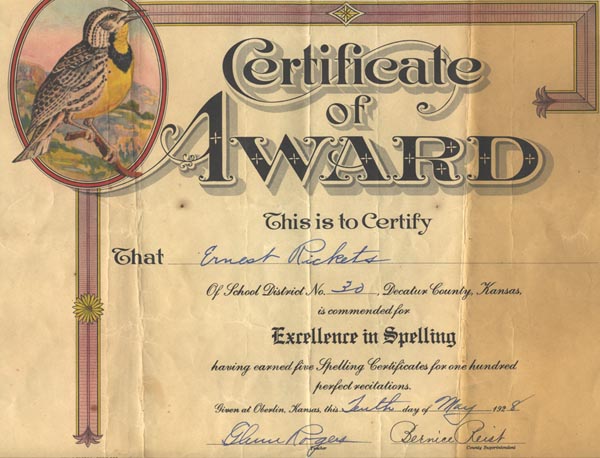 Certificate
of
AWARD
This is to Certify
That Ernest Rickets
Of School District No. 30, Decatur County, Kansas,
is commended for
Excellence in Spelling
having earned five Spelling Certificates for one hundred
perfect recitations.
Given at Oberlin, Kansas, this Tenth day of May 1928
Glenn Rogers Bernice Reist
Teacher County Superintendent